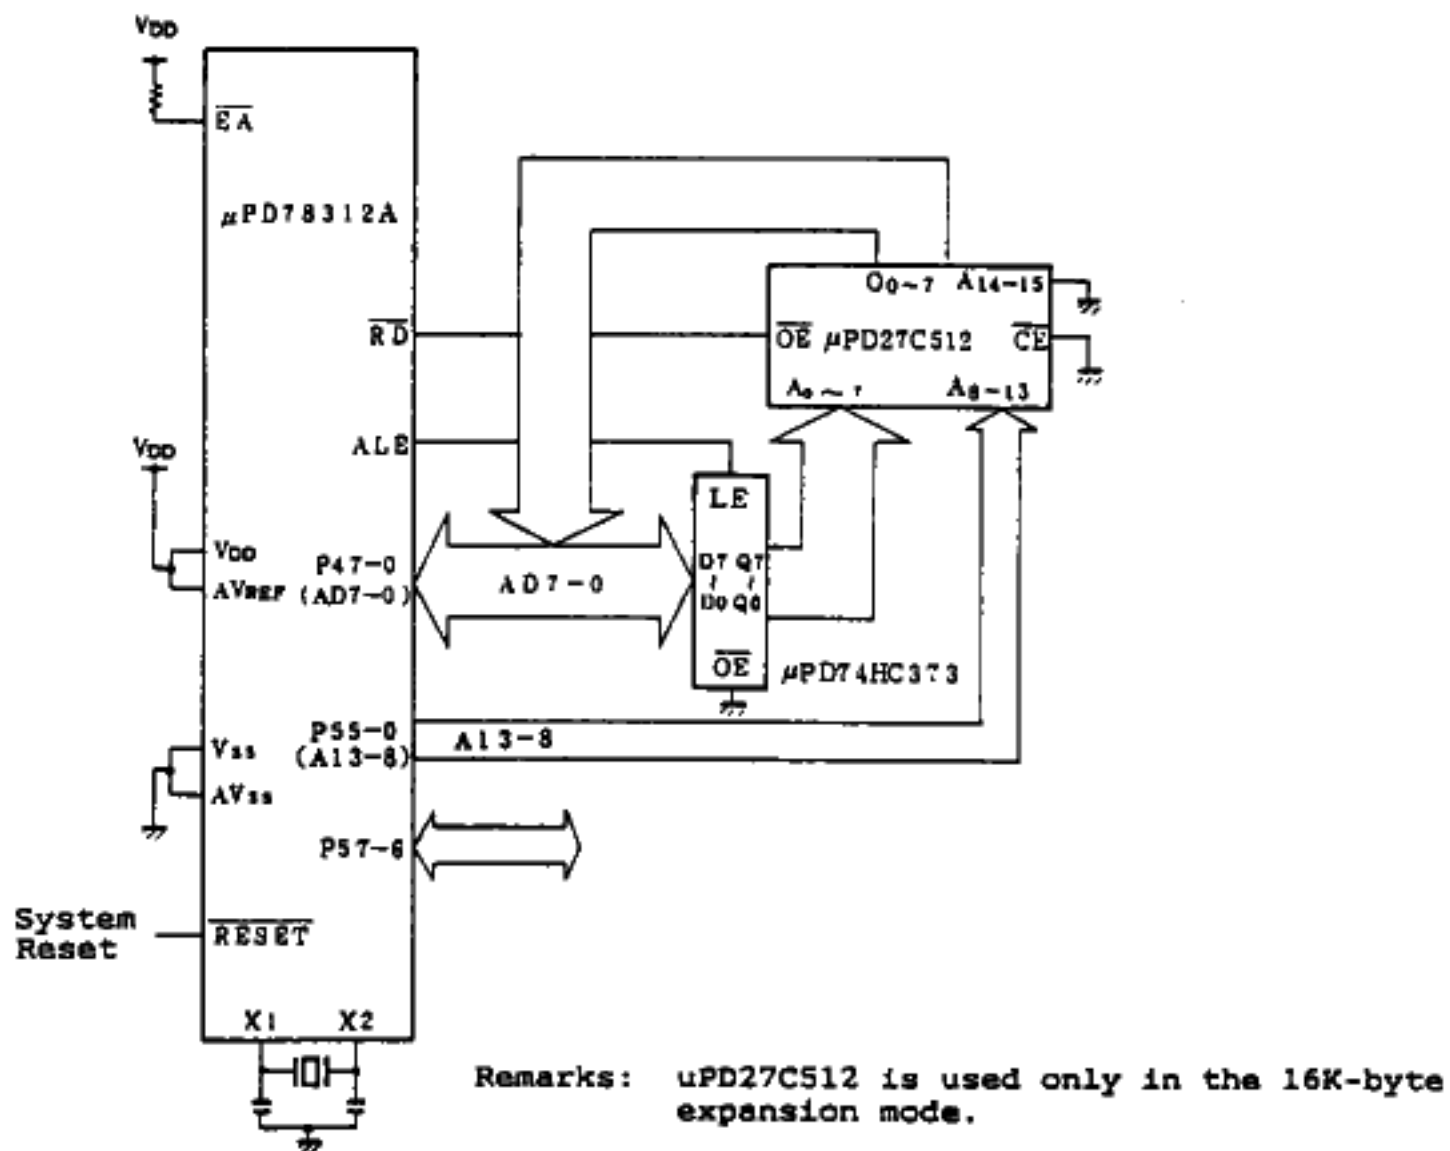 VDD
EA
μPD78312A
O0~7 A14-15
RD
OE μPD27C512 CE
A0~7 A8-13
ALE
VDD
LE
VDD
P47-0
AVREF (AD7-0)
AD7-0
D7 Q7
D0 Q0
OE
μPD74HC373
P55-0
VSS
(A13-8)
A13-8
AVSS
P57-6
System
Reset
RESET
X1 X2
Remarks: uPD27C512 is used only in the 16K-byte
expansion mode.